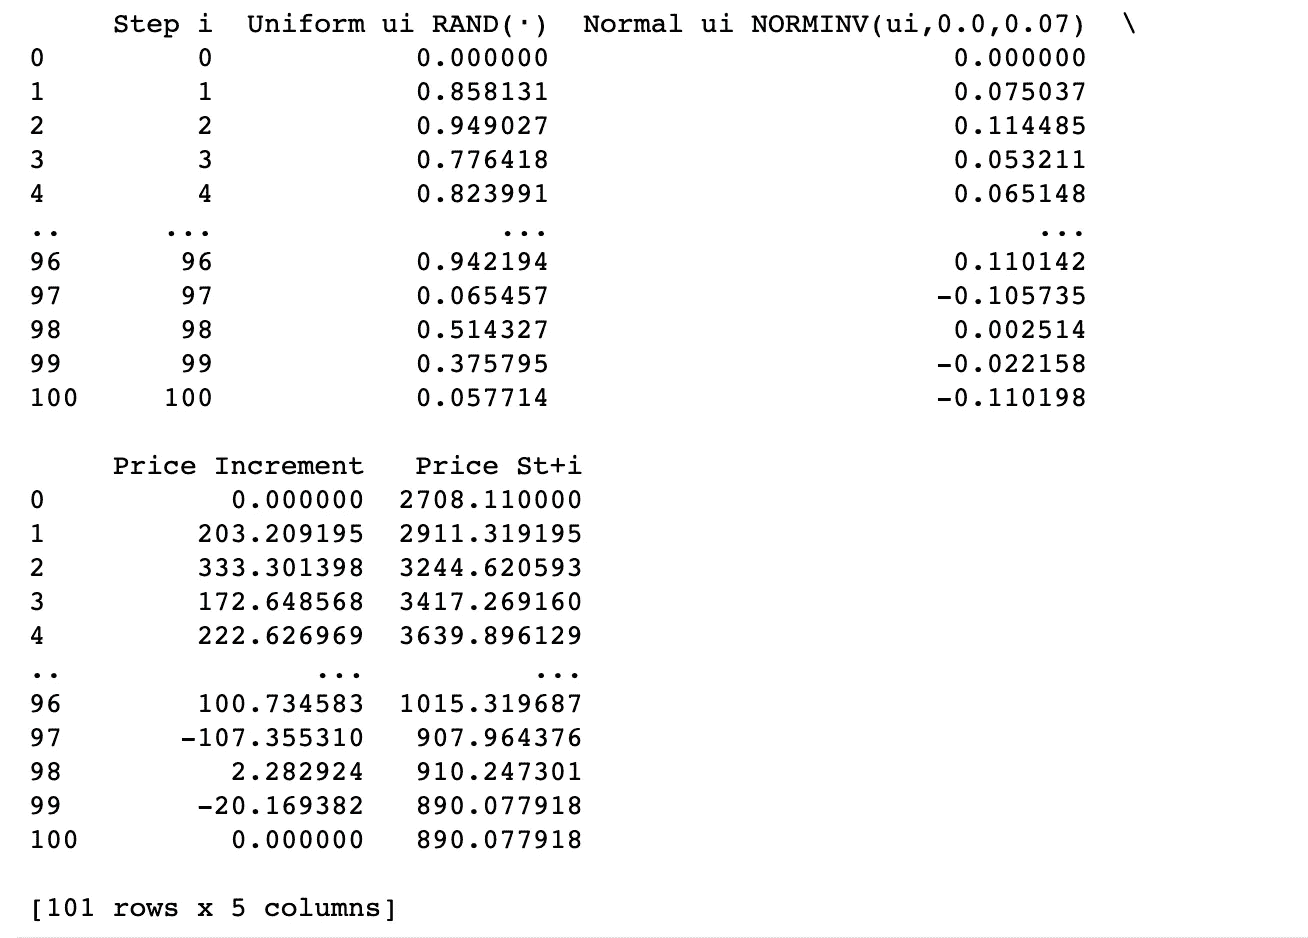 Step i  Uniform ui RAND(·)  Normal ui NORMINV(ui,0.0,0.07)  \
0         0            0.000000                        0.000000
1         1            0.858131                        0.075037
2         2            0.949027                        0.114485
3         3            0.776418                        0.053211
4         4            0.823991                        0.065148
..      ...                 ...                             ...
96       96            0.942194                        0.110142
97       97            0.065457                       -0.105735
98       98            0.514327                        0.002514
99       99            0.375795                       -0.022158
100     100            0.057714                       -0.110198
Price Increment   Price St+i
0           0.000000  2708.110000
1         203.209195  2911.319195
2         333.301398  3244.620593
3         172.648568  3417.269160
4         222.626969  3639.896129
..               ...          ...
96        100.734583  1015.319687
97       -107.355310   907.964376
98          2.282924   910.247301
99        -20.169382   890.077918
100         0.000000   890.077918
[101 rows x 5 columns]